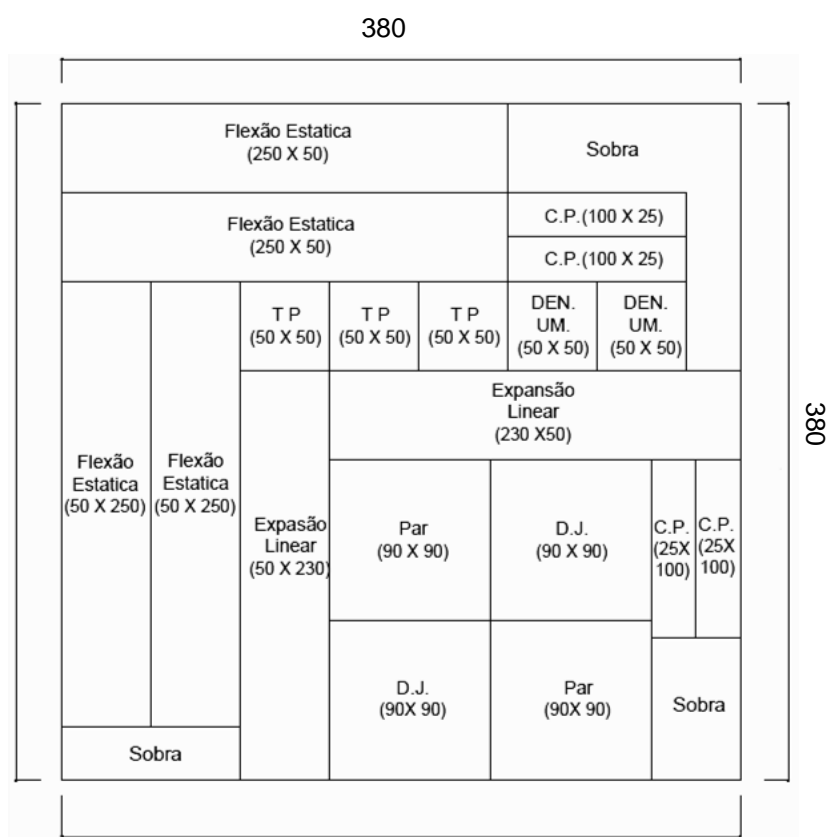 380
Flexão Estatica
(250 X 50)
Sobra
Flexão Estatica
(250 X 50)
C.P.(100 X 25)
C.P.(100 X 25)
T P
(50 X 50)
T P
(50 X 50)
T P
(50 X 50)
DEN.
UM.
(50 X 50)
DEN.
UM.
(50 X 50)
Expansão
Linear
(230 X50)
380
Flexão
Estatica
(50 X 250)
Flexão
Estatica
(50 X 250)
Expasão
Linear
(50 X 230)
Par
(90 X 90)
D.J.
(90 X 90)
C.P.
(25X
100)
C.P.
(25X
100)
D.J.
(90X 90)
Par
(90X 90)
Sobra
Sobra